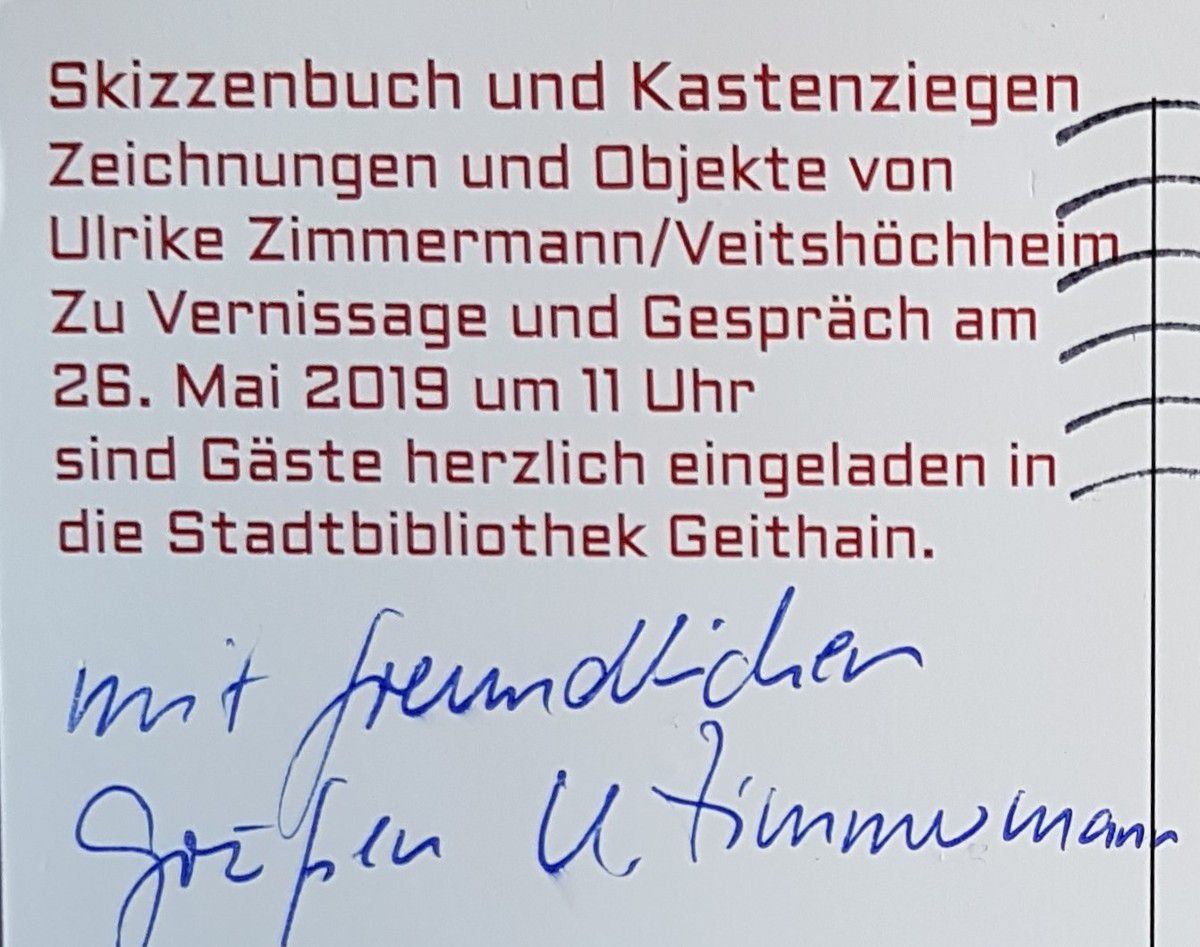 Skizzenbuch und Kastenziegen
Zeichnungen und Objekte von
Ulrike Zimmermann/Veitshöchheim
Zu Vernissage und Gespräch am
26. Mai 2019 um 11 Uhr
sind Gäste herzlich eingeladen in
die Stadtbibliothek Geithain.
mit freundlichen
Grüßen U. Zimmermann